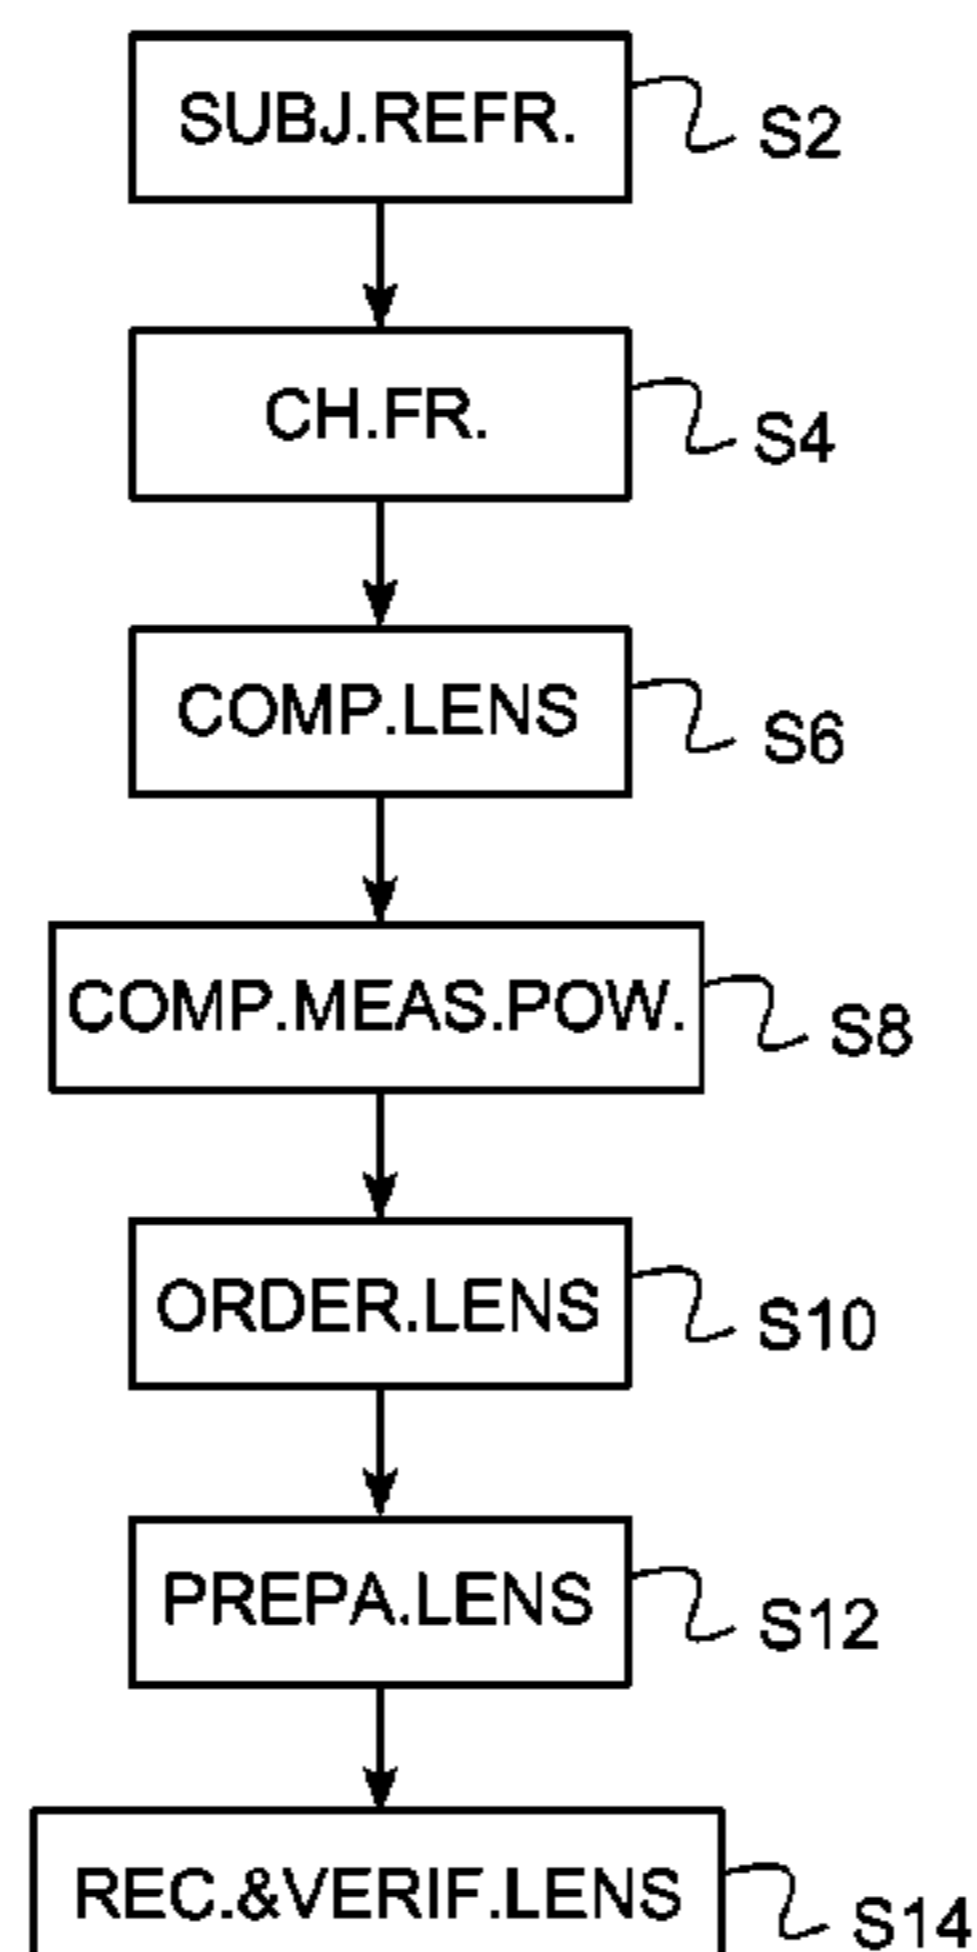 SUBJ.REFR. S2
CH.FR. S4
COMP.LENS S6
COMP.MEAS.POW. S8
ORDER.LENS S10
PREPA.LENS S12
REC.&VERIF.LENS S14